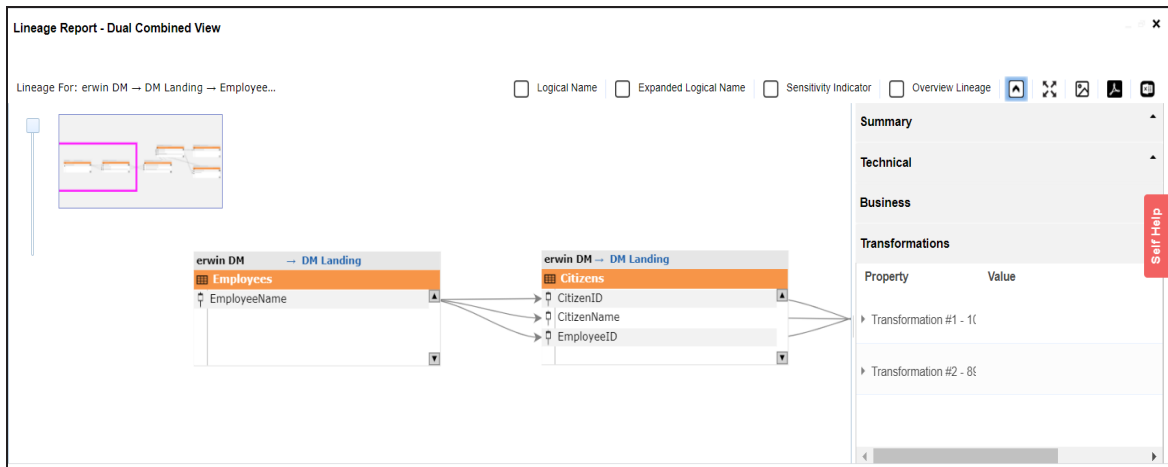 Lineage Report - Dual Combined View
Lineage For: erwin DM → DM Landing → Employee...
Logical Name
Expanded Logical Name
Sensitivity Indicator
Overview Lineage
Summary
Technical
Business
Transformations
Property Value
Transformation #1 - 10
Transformation #2 - 89
Self Help
erwin DM → DM Landing
Employees
EmployeeName
erwin DM → DM Landing
Citizens
CitizenID
CitizenName
EmployeeID